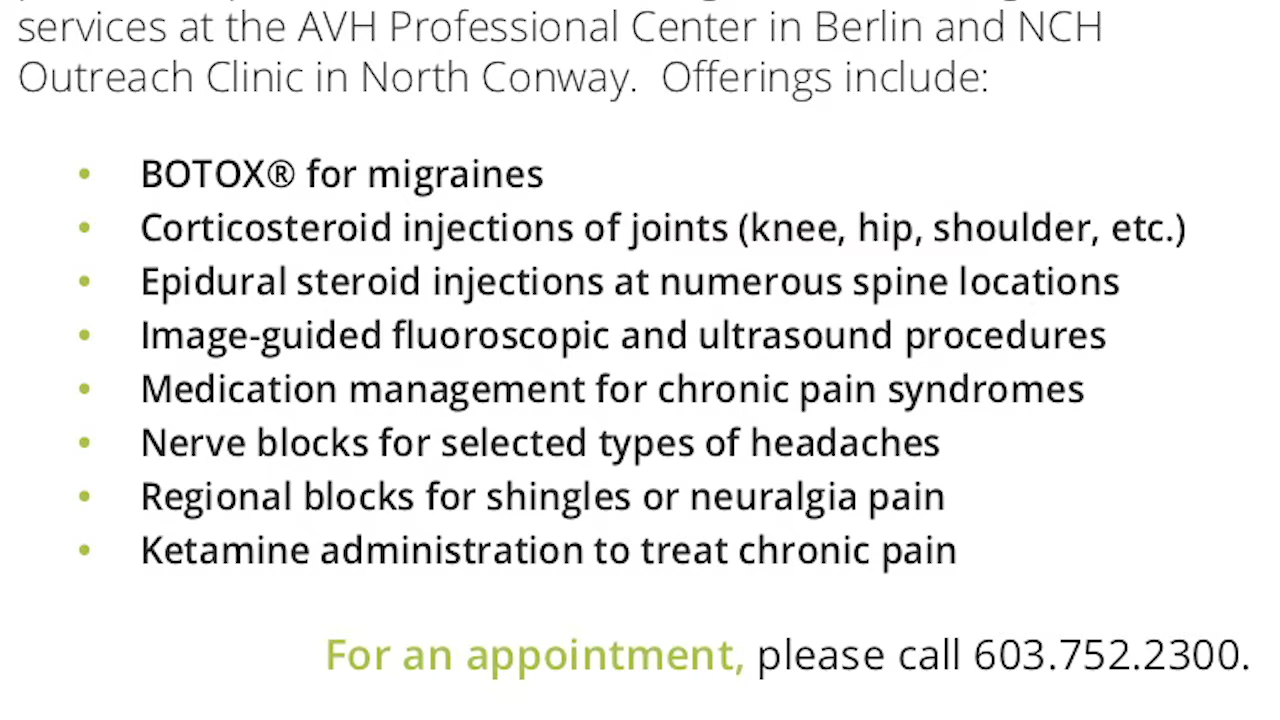 services at the AVH Professional Center in Berlin and NCH
Outreach Clinic in North Conway.  Offerings include:
• BOTOX® for migraines
• Corticosteroid injections of joints (knee, hip, shoulder, etc.)
• Epidural steroid injections at numerous spine locations
• Image-guided fluoroscopic and ultrasound procedures
• Medication management for chronic pain syndromes
• Nerve blocks for selected types of headaches
• Regional blocks for shingles or neuralgia pain
• Ketamine administration to treat chronic pain
For an appointment, please call 603.752.2300.